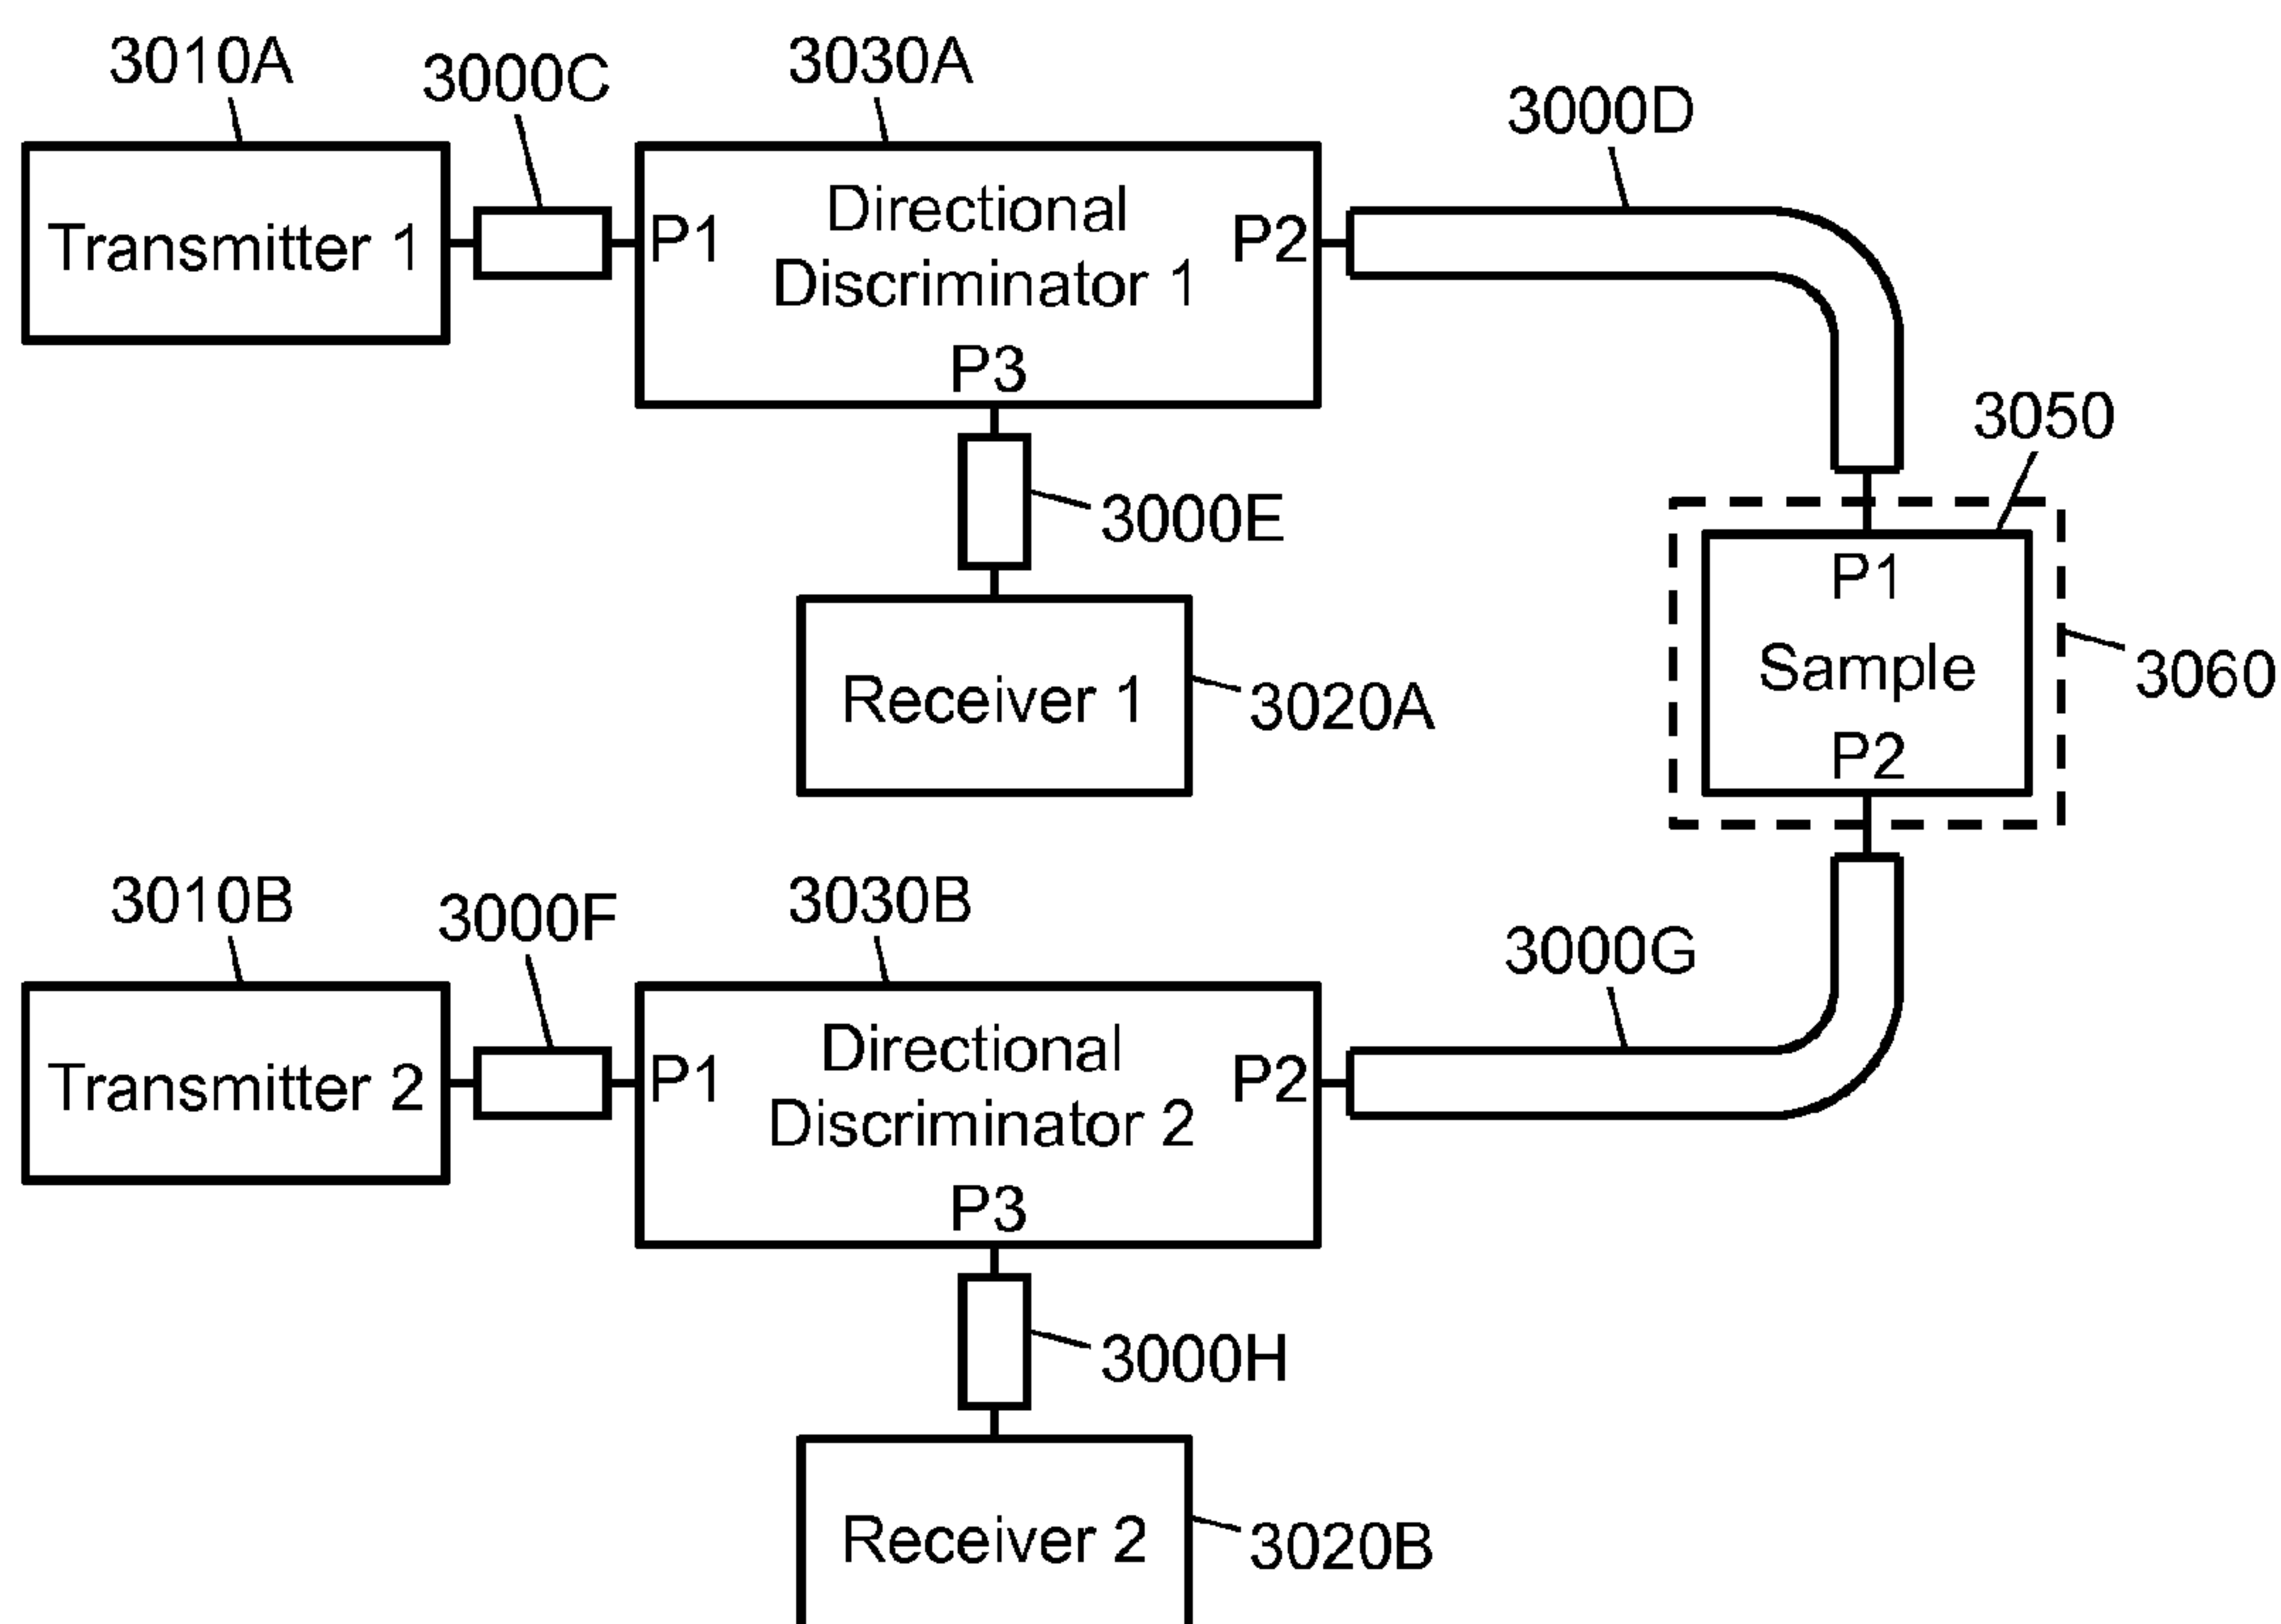 3010A
3000C
3030A
3000D
Transmitter 1
P1
Directional
Discriminator 1
P2
P3
3050
3000E
P1
Sample
P2
3060
Receiver 1
3020A
3010B
3000F
3030B
3000G
Transmitter 2
P1
Directional
Discriminator 2
P2
P3
3000H
Receiver 2
3020B